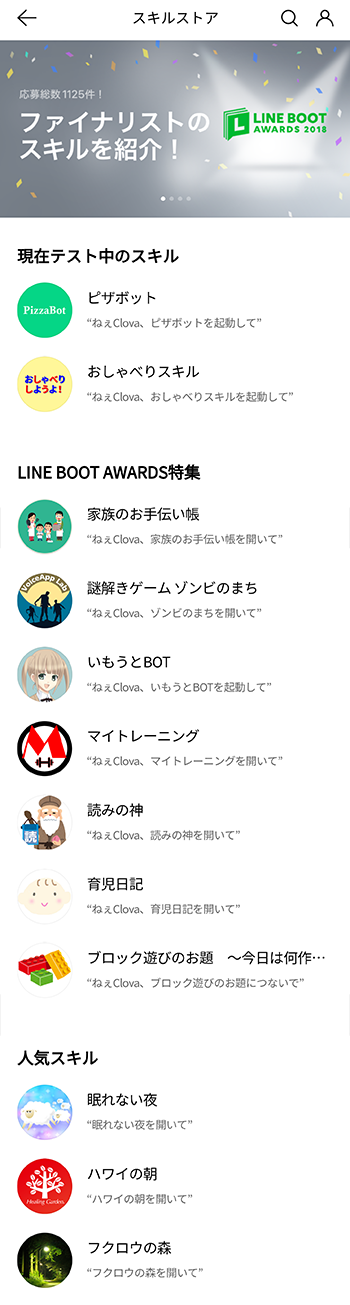 スキルストア
応募総数1125件！
ファイナリストの
スキルを紹介！
LINE BOOT
AWARDS 2018
現在テスト中のスキル
PizzaBot
ピザボット
“ねぇClova、ピザボットを起動して”
おしゃべり
しようよ！
おしゃべりスキル
“ねぇClova、おしゃべりスキルを起動して”
LINE BOOT AWARDS特集
家族のお手伝い帳
“ねぇClova、家族のお手伝い帳を開いて”
VoiceApp Lab
謎解きゲーム ゾンビのまち
“ねぇClova、ゾンビのまちを開いて”
いもうとBOT
“ねぇClova、いもうとBOTを起動して”
マイトレーニング
“ねぇClova、マイトレーニングを開いて”
読みの神
“ねぇClova、読みの神を開いて”
育児日記
“ねぇClova、育児日記を開いて”
ブロック遊びのお題　～今日は何作…
“ねぇClova、ブロック遊びのお題につないで”
人気スキル
眠れない夜
“眠れない夜を開いて”
Healing Garden
ハワイの朝
“ハワイの朝を開いて”
フクロウの森
“フクロウの森を開いて”